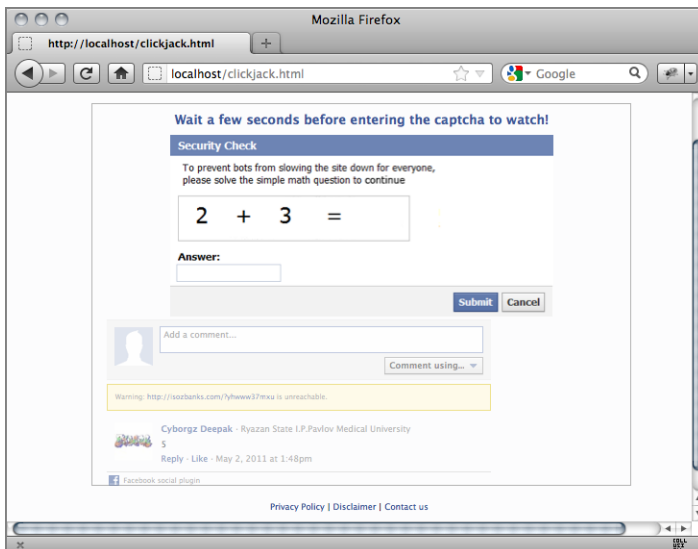 Mozilla Firefox
http://localhost/clickjack.html
localhost/clickjack.html
Google
Wait a few seconds before entering the captcha to watch!
Security Check
To prevent bots from slowing the site down for everyone,
please solve the simple math question to continue
2 + 3 =
Answer:
Submit Cancel
Add a comment...
Comment using...
Warning: http://isozbanks.com/?yhwww37mxu is unreachable.
Cyborgz Deepak - Ryazan State I.P.Pavlov Medical University
5
Reply · Like · May 2, 2011 at 1:48pm
Facebook social plugin
Privacy Policy | Disclaimer | Contact us